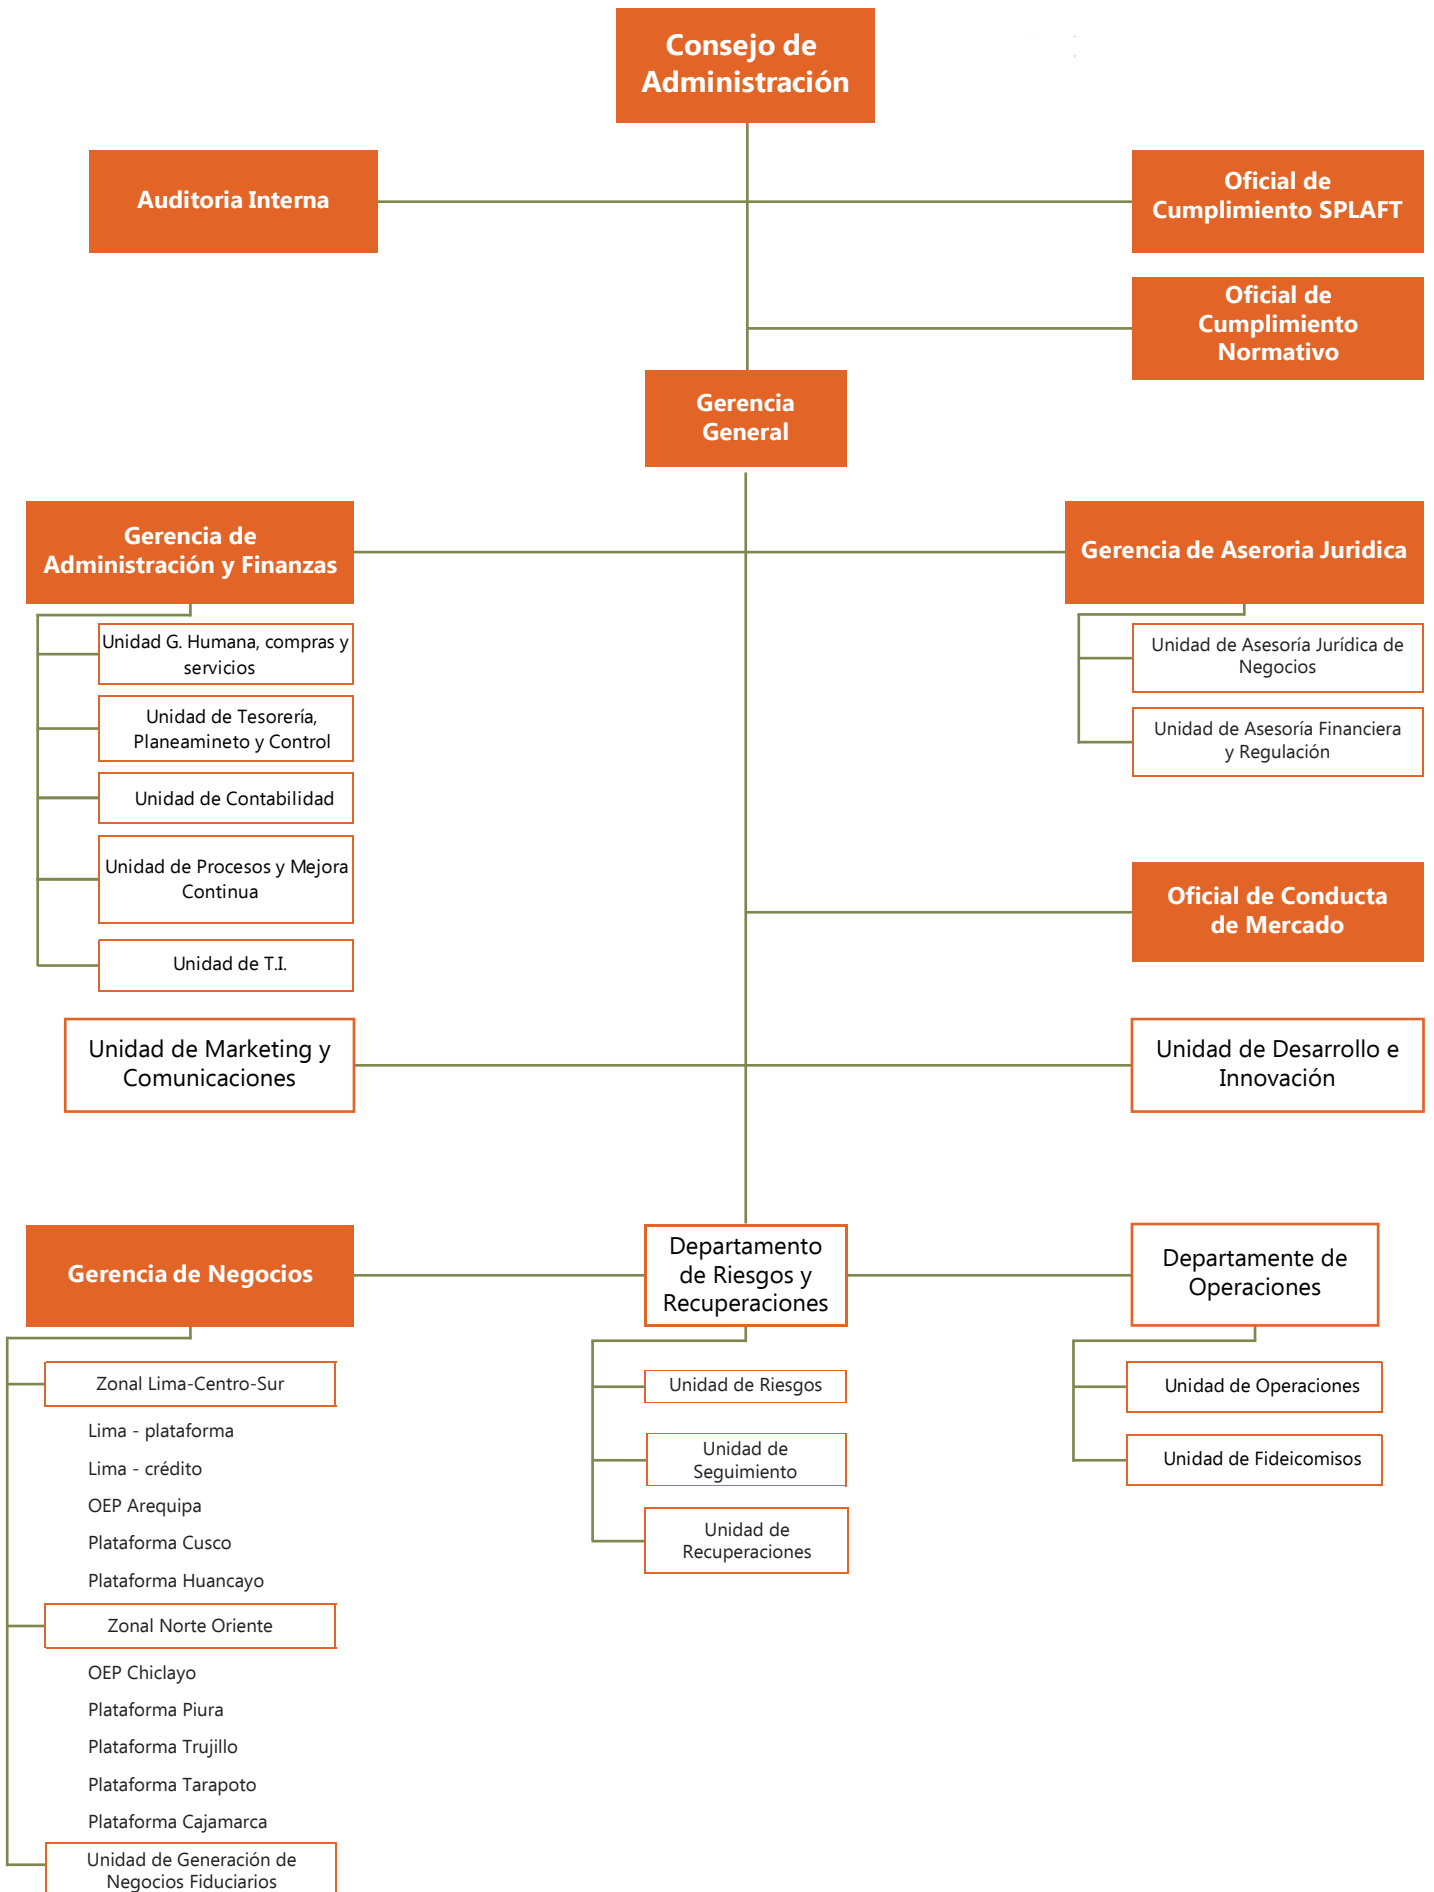 Consejo de
Administración
Auditoria Interna
Oficial de
Cumplimiento SPLAFT
Oficial de
Cumplimiento
Normativo
Gerencia
General
Gerencia de
Administración y Finanzas
Gerencia de Aseroria Juridica
Unidad G. Humana, compras y
servicios
Unidad de Tesorería,
Planeamineto y Control
Unidad de Contabilidad
Unidad de Procesos y Mejora
Continua
Unidad de T.I.
Unidad de Asesoría Jurídica de
Negocios
Unidad de Asesoría Financiera
y Regulación
Oficial de Conducta
de Mercado
Unidad de Marketing y
Comunicaciones
Unidad de Desarrollo e
Innovación
Gerencia de Negocios
Departamento
de Riesgos y
Recuperaciones
Departamente de
Operaciones
Zonal Lima-Centro-Sur
Lima - plataforma
Lima - crédito
OEP Arequipa
Plataforma Cusco
Plataforma Huancayo
Zonal Norte Oriente
OEP Chiclayo
Plataforma Piura
Plataforma Trujillo
Plataforma Tarapoto
Plataforma Cajamarca
Unidad de Generación de
Negocios Fiduciarios
Unidad de Riesgos
Unidad de
Seguimiento
Unidad de
Recuperaciones
Unidad de Operaciones
Unidad de Fideicomisos